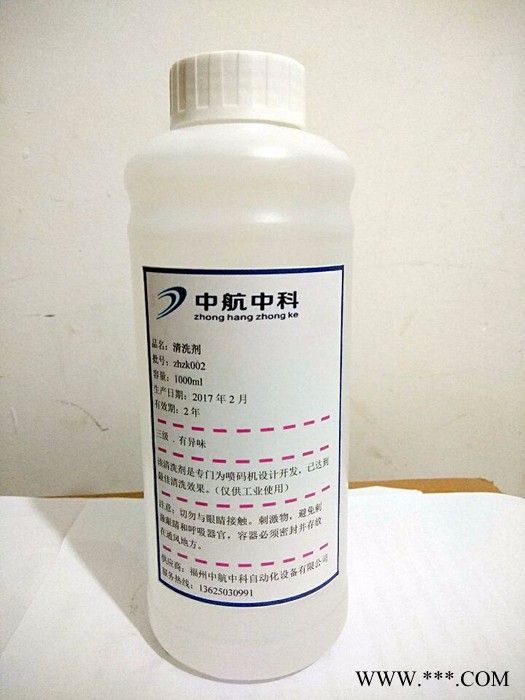 中航中科
zhong hang zhong ke
品名：清洗剂
批号：zhzk002
容量：1000ml
生产日期：2017 年 2 月
有效期：2 年
三级 . 有异味
该清洗剂是专门为喷码机设计开发，已达到
最佳清洗效果。（仅供工业使用）
注意：切勿与眼睛接触。刺激物，避免刺
激眼睛和呼吸器官，容器必须密封并存放
在通风地方。
供应商：福州中航中科自动化设备有限公司
服务热线：13625030991
WWW.***.COM